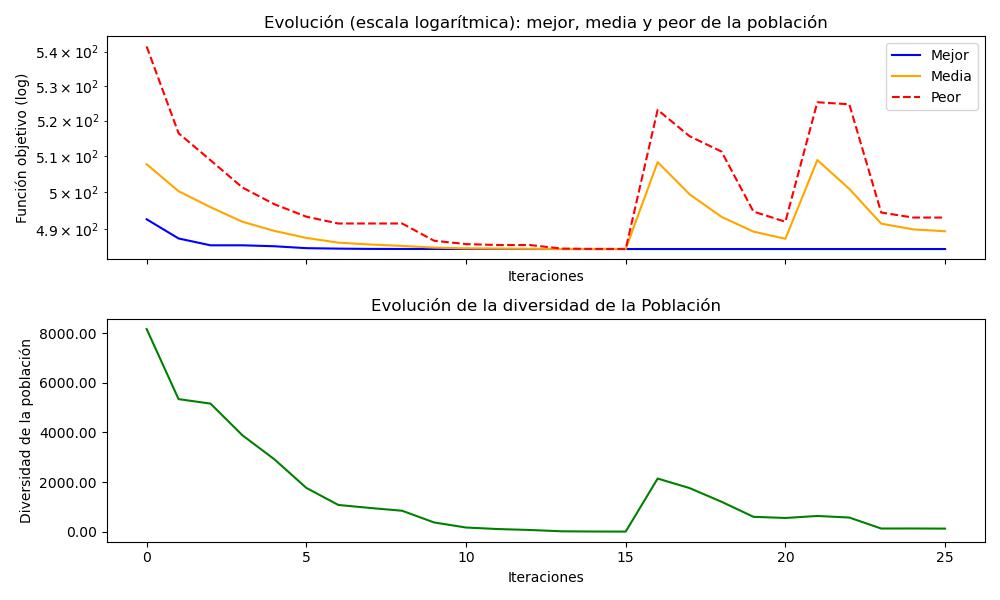 Evolución (escala logarítmica): mejor, media y peor de la población
Función objetivo (log)
5.4 × 10²
5.3 × 10²
5.2 × 10²
5.1 × 10²
5 × 10²
4.9 × 10²
Mejor
Media
Peor
Iteraciones
Evolución de la diversidad de la Población
Diversidad de la población
8000.00
6000.00
4000.00
2000.00
0.00
0 5 10 15 20 25
Iteraciones